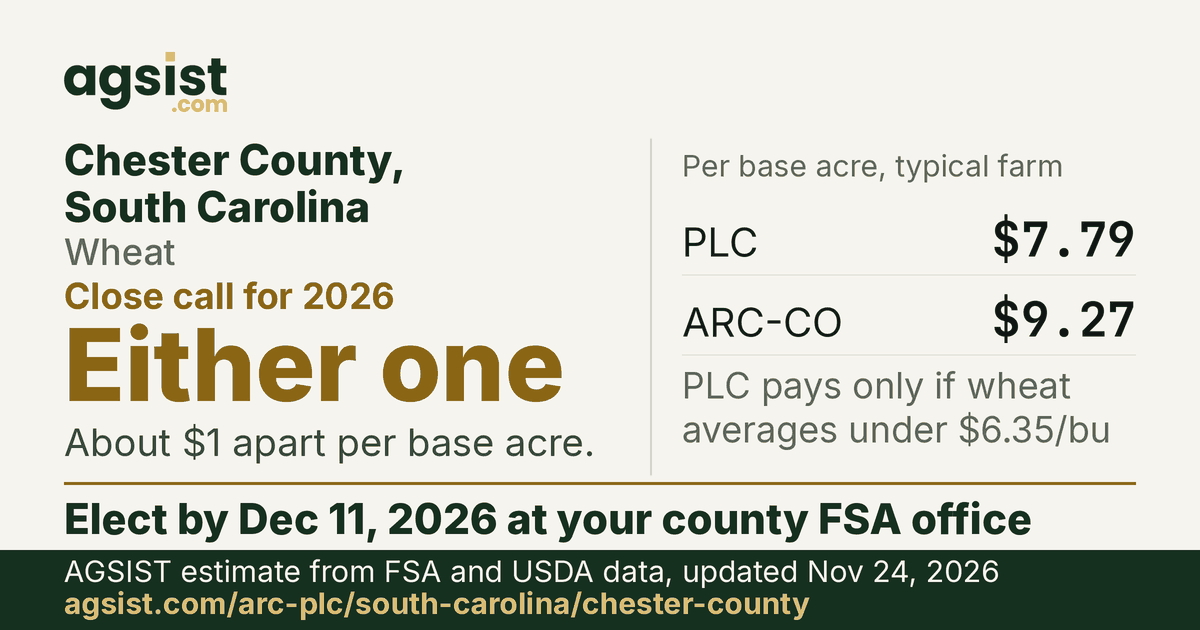 agsist
.com
Chester County,
South Carolina
Wheat
Close call for 2026
Either one
About $1 apart per base acre.
Per base acre, typical farm
PLC $7.79
ARC-CO $9.27
PLC pays only if wheat
averages under $6.35/bu
Elect by Dec 11, 2026 at your county FSA office
AGSIST estimate from FSA and USDA data, updated Nov 24, 2026
agsist.com/arc-plc/south-carolina/chester-county